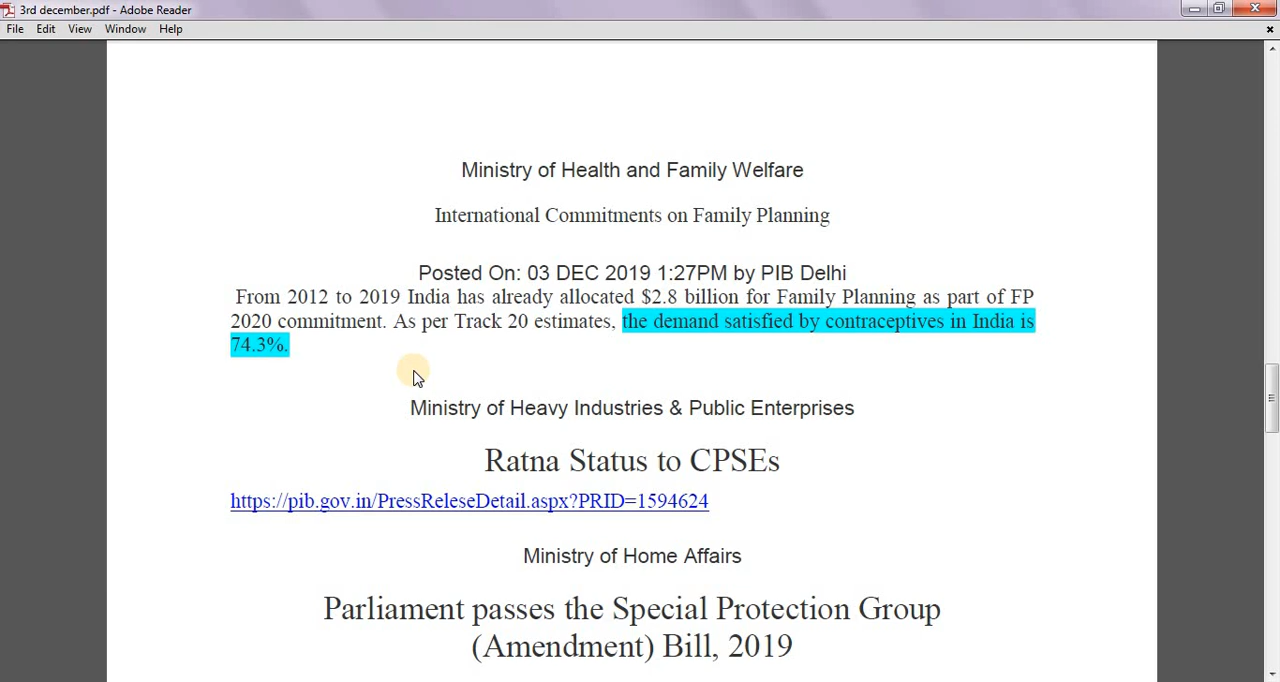 3rd december.pdf - Adobe Reader
File Edit View Window Help
Ministry of Health and Family Welfare
International Commitments on Family Planning
Posted On: 03 DEC 2019 1:27PM by PIB Delhi
From 2012 to 2019 India has already allocated $2.8 billion for Family Planning as part of FP
2020 commitment. As per Track 20 estimates, the demand satisfied by contraceptives in India is
74.3%.
Ministry of Heavy Industries & Public Enterprises
Ratna Status to CPSEs
https://pib.gov.in/PressReleseDetail.aspx?PRID=1594624
Ministry of Home Affairs
Parliament passes the Special Protection Group
(Amendment) Bill, 2019